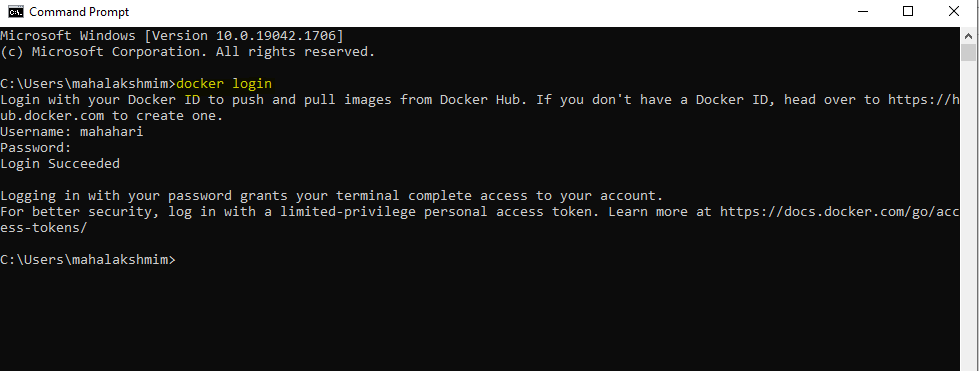 Command Prompt
Microsoft Windows [Version 10.0.19042.1706]
(c) Microsoft Corporation. All rights reserved.
C:\Users\mahalakshmim>docker login
Login with your Docker ID to push and pull images from Docker Hub. If you don't have a Docker ID, head over to https://h
ub.docker.com to create one.
Username: mahahari
Password:
Login Succeeded
Logging in with your password grants your terminal complete access to your account.
For better security, log in with a limited-privilege personal access token. Learn more at https://docs.docker.com/go/acc
ess-tokens/
C:\Users\mahalakshmim>